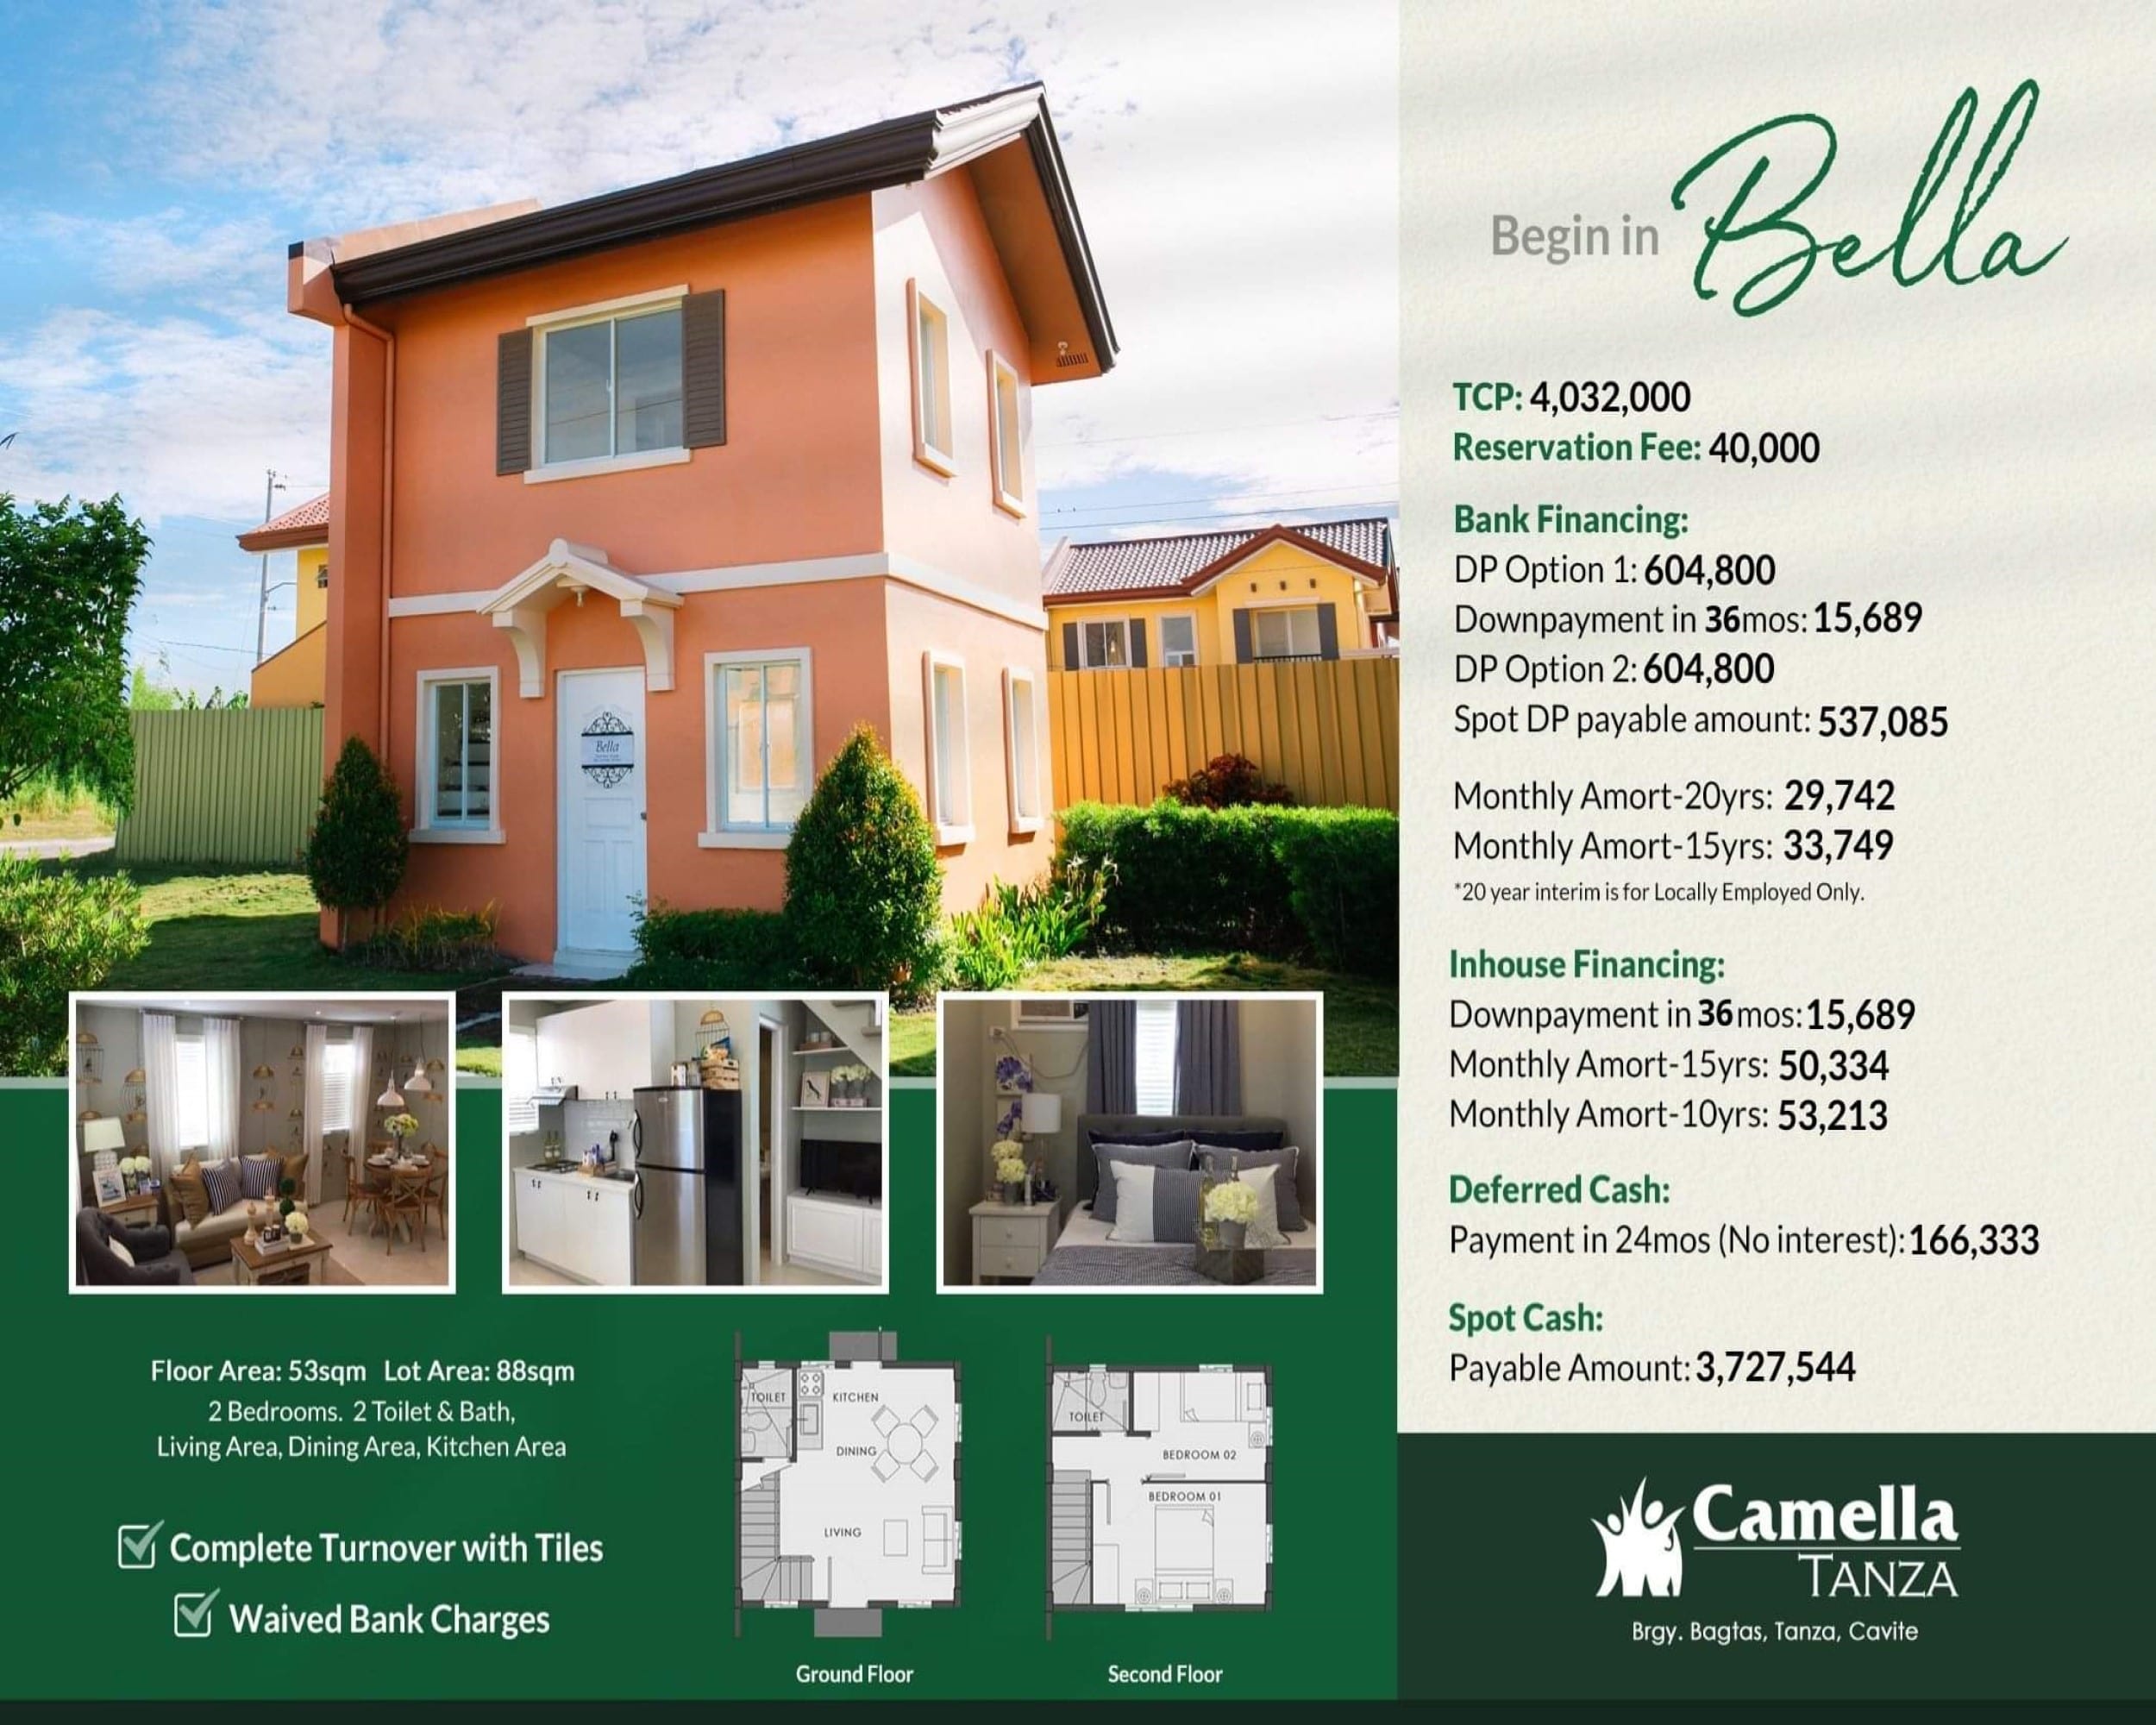 Begin in Bella
TCP: 4,032,000
Reservation Fee: 40,000
Bank Financing:
DP Option 1: 604,800
Downpayment in 36mos: 15,689
DP Option 2: 604,800
Spot DP payable amount: 537,085
Monthly Amort-20yrs: 29,742
Monthly Amort-15yrs: 33,749
*20 year interim is for Locally Employed Only.
Inhouse Financing:
Downpayment in 36mos: 15,689
Monthly Amort-15yrs: 50,334
Monthly Amort-10yrs: 53,213
Deferred Cash:
Payment in 24mos (No interest): 166,333
Spot Cash:
Payable Amount: 3,727,544
Bella
Floor Area: 53sqm Lot Area: 88sqm
2 Bedrooms. 2 Toilet & Bath,
Living Area, Dining Area, Kitchen Area
Complete Turnover with Tiles
Waived Bank Charges
TOILET
KITCHEN
DINING
LIVING
Ground Floor
TOILET
BEDROOM 02
BEDROOM 01
Second Floor
Camella
TANZA
Brgy. Bagtas, Tanza, Cavite